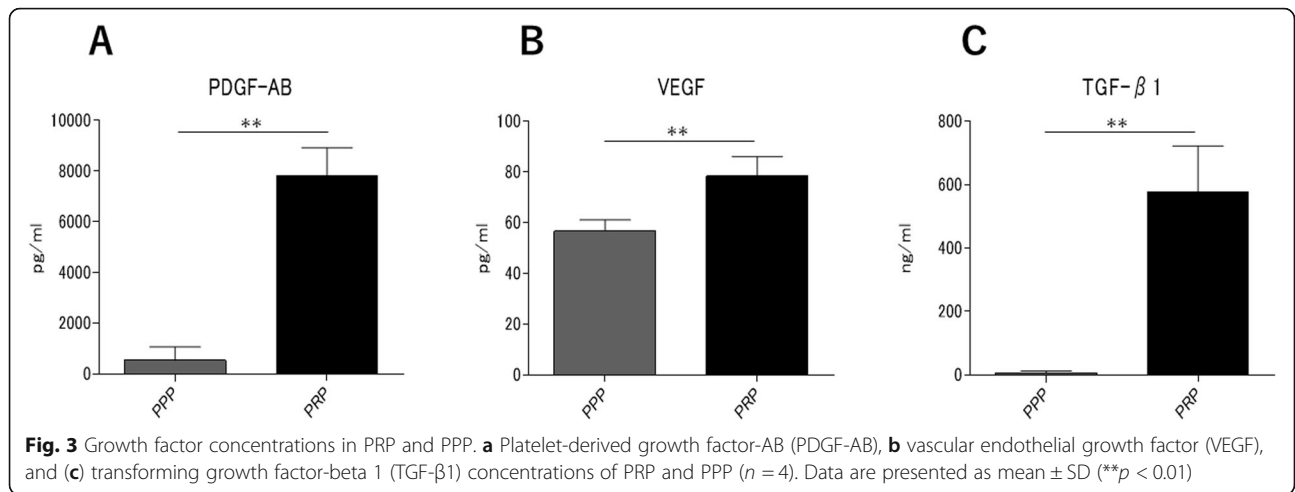 A
PDGF-AB
10000
8000
6000
4000
2000
0
pg/ml
**
PPP
PRP
B
VEGF
100
80
60
40
20
0
pg/ml
**
PPP
PRP
C
TGF-β1
800
600
400
200
0
ng/ml
**
PPP
PRP
Fig. 3 Growth factor concentrations in PRP and PPP. a Platelet-derived growth factor-AB (PDGF-AB), b vascular endothelial growth factor (VEGF),
and (c) transforming growth factor-beta 1 (TGF-β1) concentrations of PRP and PPP (n = 4). Data are presented as mean ± SD (**p < 0.01)